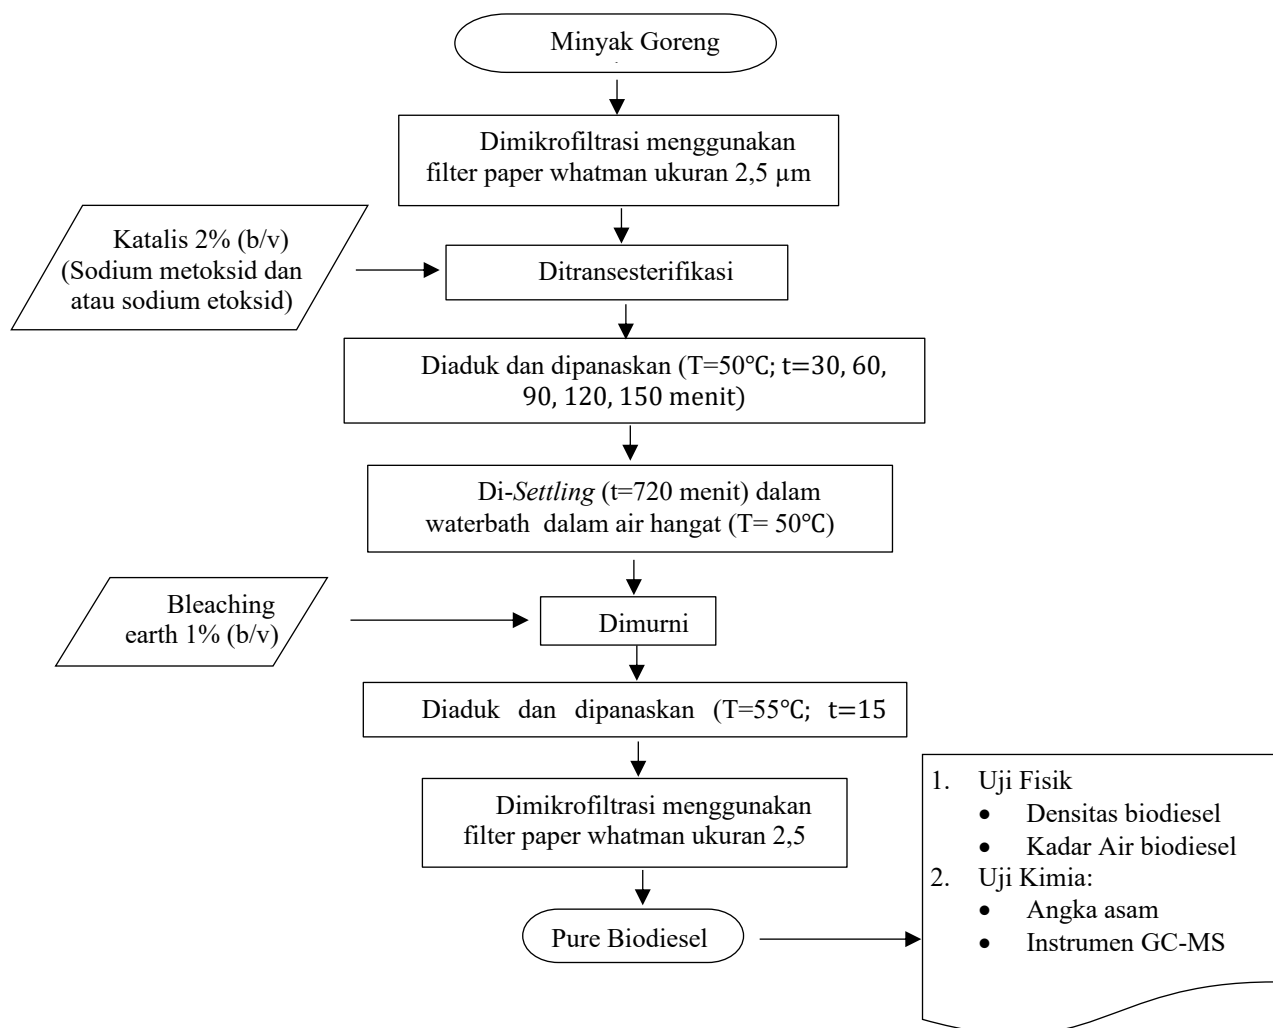 Minyak Goreng
Dimikrofiltrasi menggunakan
filter paper whatman ukuran 2,5 µm
Katalis 2% (b/v)
(Sodium metoksid dan
atau sodium etoksid)
Ditransesterifikasi
Diaduk dan dipanaskan (T=50℃; t=30, 60,
90, 120, 150 menit)
Di-Settling (t=720 menit) dalam
waterbath dalam air hangat (T= 50℃)
Bleaching
earth 1% (b/v)
Dimurni
Diaduk dan dipanaskan (T=55℃; t=15
Dimikrofiltrasi menggunakan
filter paper whatman ukuran 2,5
Pure Biodiesel
1. Uji Fisik
• Densitas biodiesel
• Kadar Air biodiesel
2. Uji Kimia:
• Angka asam
• Instrumen GC-MS